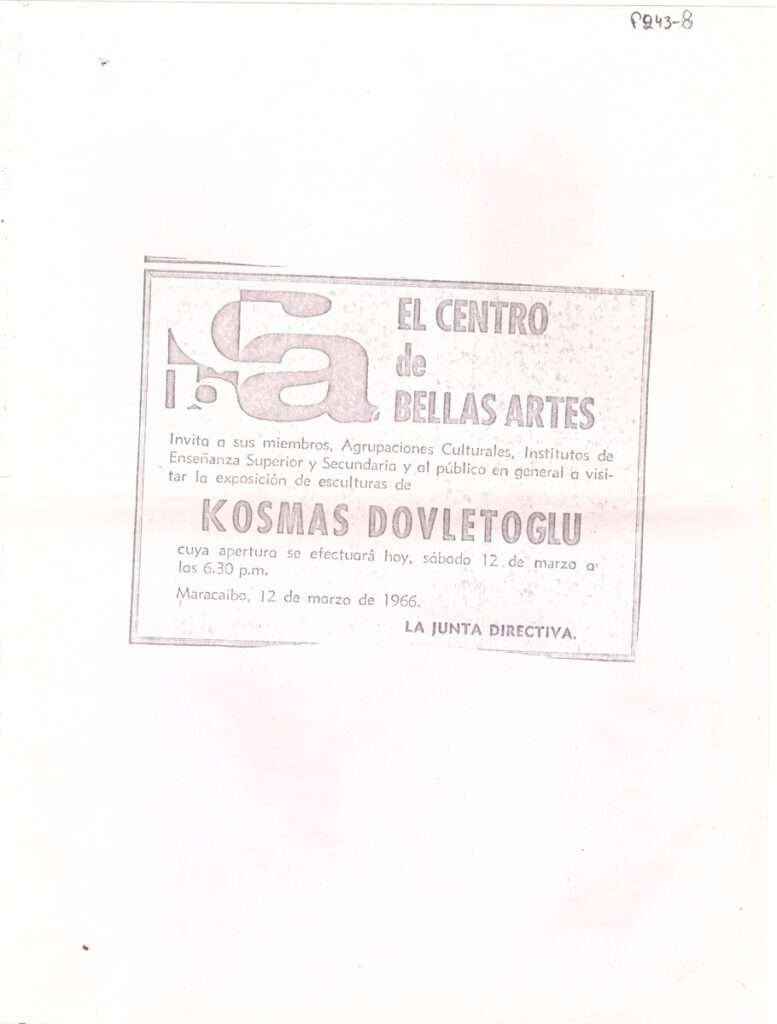 P243-8
ca
ba
EL CENTRO
de
BELLAS ARTES
Invita a sus miembros, Agrupaciones Culturales, Institutos de
Enseñanza Superior y Secundaria y al público en general a visi-
tar la exposición de esculturas de
KOSMAS DOVLETOGLU
cuya apertura se efectuará hoy, sábado 12 de marzo a
las 6.30 p.m.
Maracaibo, 12 de marzo de 1966.
LA JUNTA DIRECTIVA.